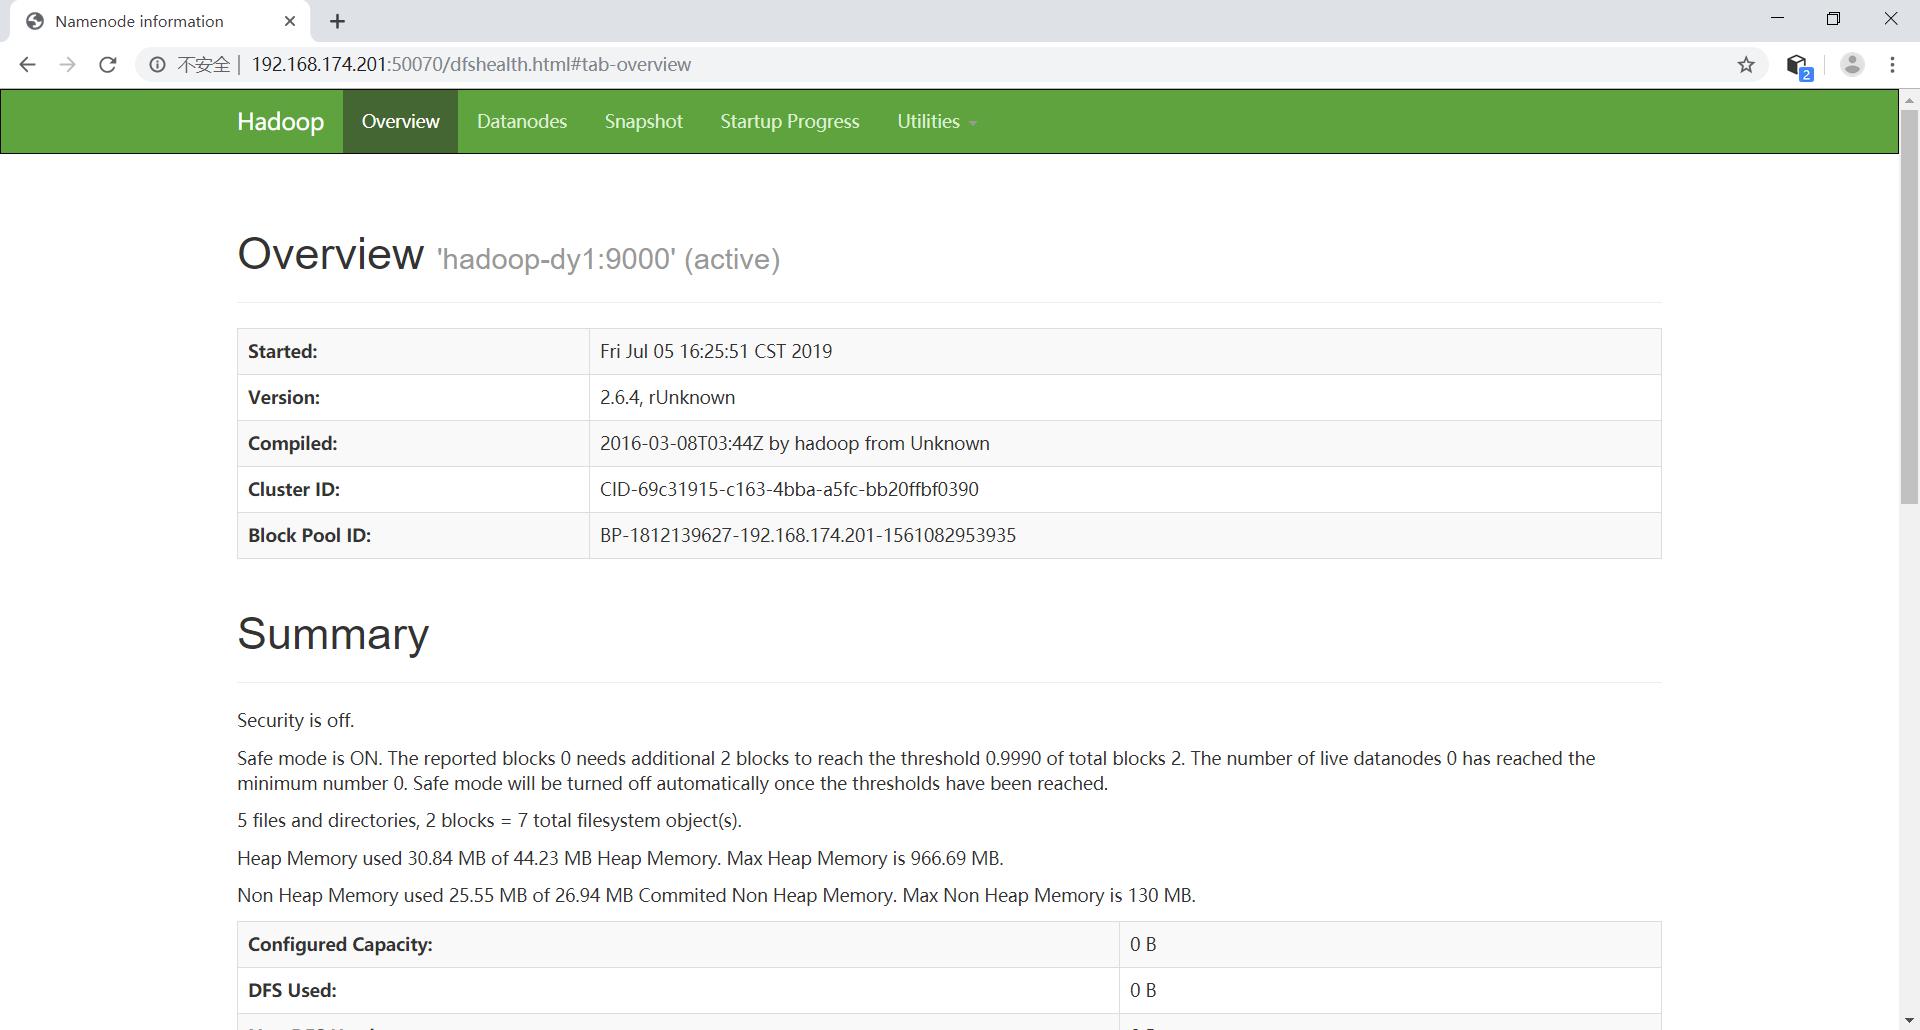 Namenode information
不安全 | 192.168.174.201:50070/dfshealth.html#tab-overview
2
Hadoop Overview Datanodes Snapshot Startup Progress Utilities
Overview 'hadoop-dy1:9000' (active)
Started: Fri Jul 05 16:25:51 CST 2019
Version: 2.6.4, rUnknown
Compiled: 2016-03-08T03:44Z by hadoop from Unknown
Cluster ID: CID-69c31915-c163-4bba-a5fc-bb20ffbf0390
Block Pool ID: BP-1812139627-192.168.174.201-1561082953935
Summary
Security is off.
Safe mode is ON. The reported blocks 0 needs additional 2 blocks to reach the threshold 0.9990 of total blocks 2. The number of live datanodes 0 has reached the
minimum number 0. Safe mode will be turned off automatically once the thresholds have been reached.
5 files and directories, 2 blocks = 7 total filesystem object(s).
Heap Memory used 30.84 MB of 44.23 MB Heap Memory. Max Heap Memory is 966.69 MB.
Non Heap Memory used 25.55 MB of 26.94 MB Commited Non Heap Memory. Max Non Heap Memory is 130 MB.
Configured Capacity: 0 B
DFS Used: 0 B